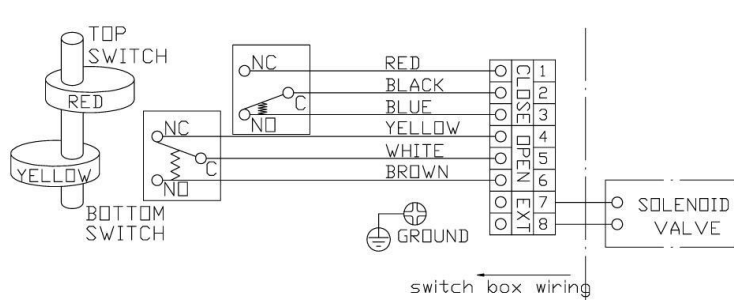 TOP
SWITCH
RED
YELLOW
BOTTOM
SWITCH
NC
C
NO
NC
C
NO
RED
BLACK
BLUE
YELLOW
WHITE
BROWN
GROUND
CLOSE
OPEN
EXT
1
2
3
4
5
6
7
8
SOLENOID
VALVE
switch box wiring